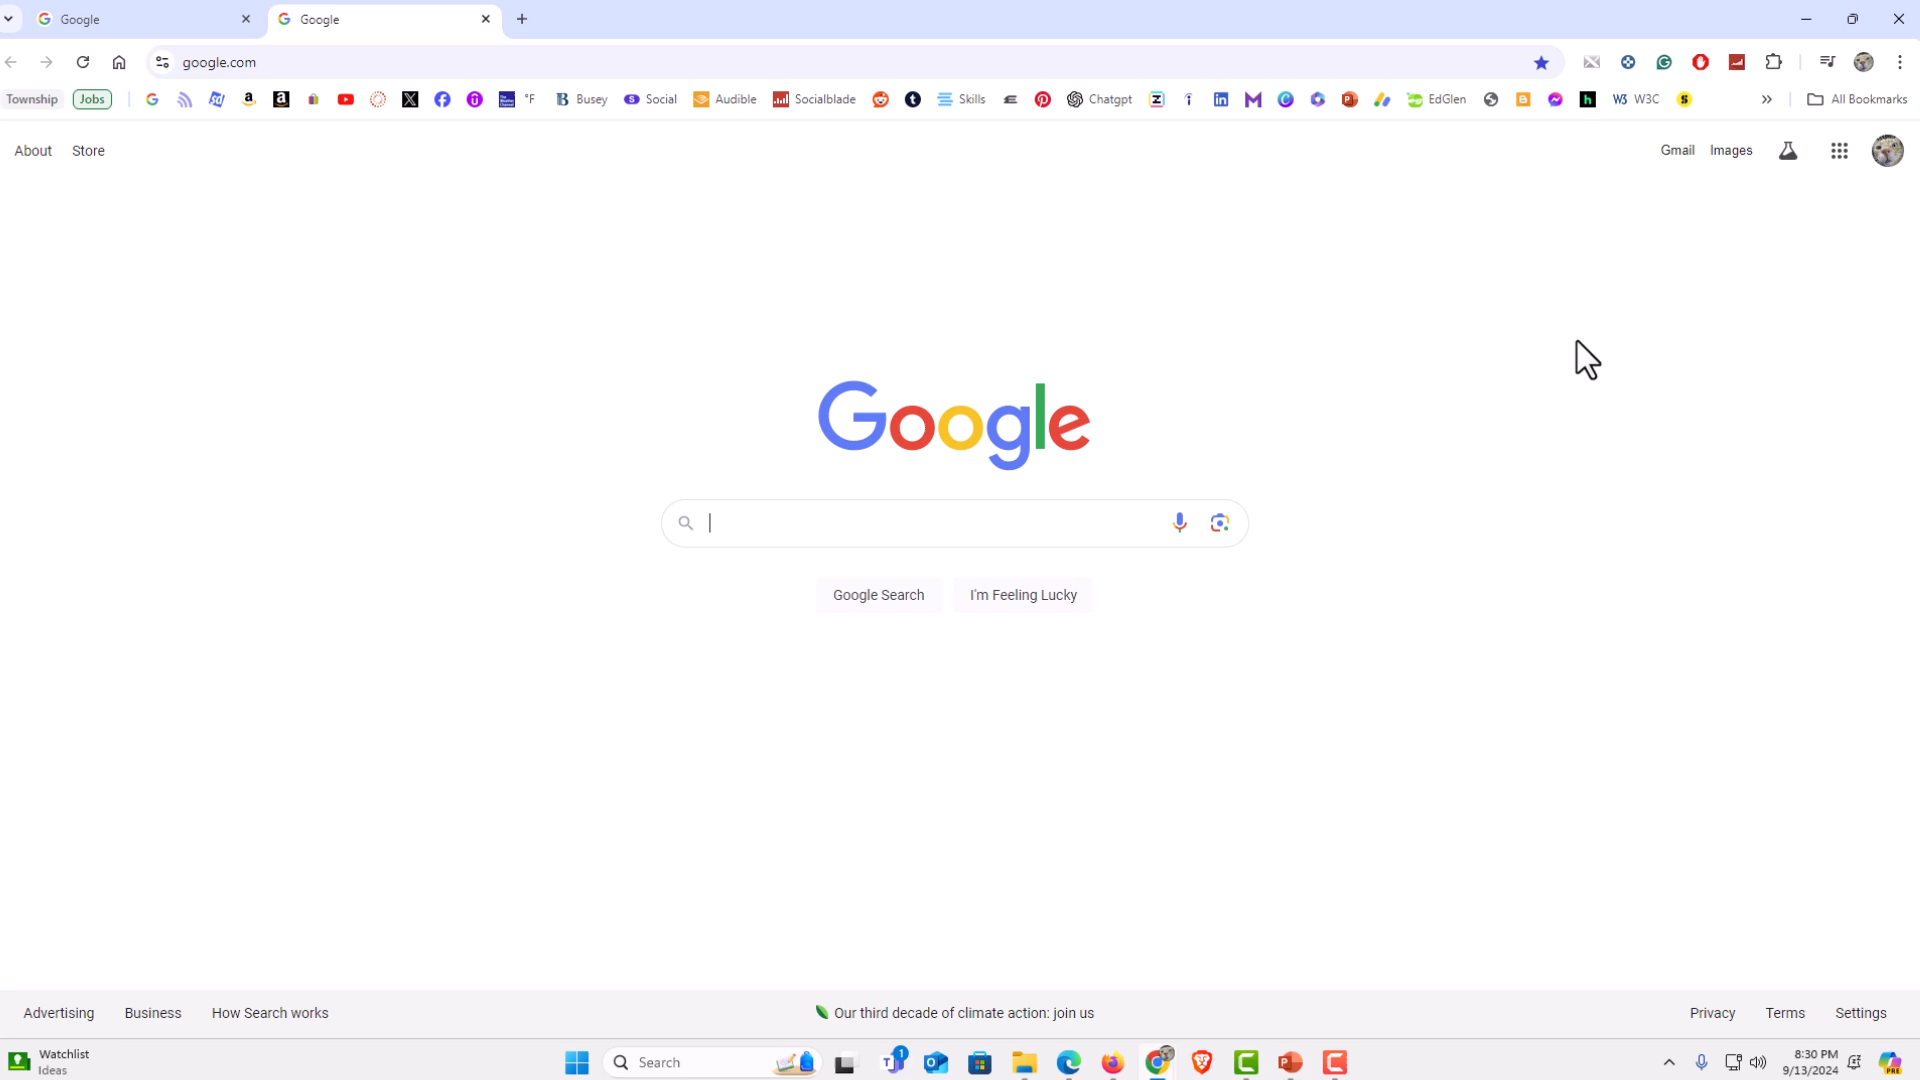 Google
Google
google.com
Township
Jobs
°F
Busey
Social
Audible
Socialblade
Skills
Chatgpt
EdGlen
W3C
All Bookmarks
About
Store
Gmail
Images
Google
Google Search
I'm Feeling Lucky
Advertising
Business
How Search works
Our third decade of climate action: join us
Privacy
Terms
Settings
Watchlist
Ideas
Search
1
8:30 PM
9/13/2024
PRE